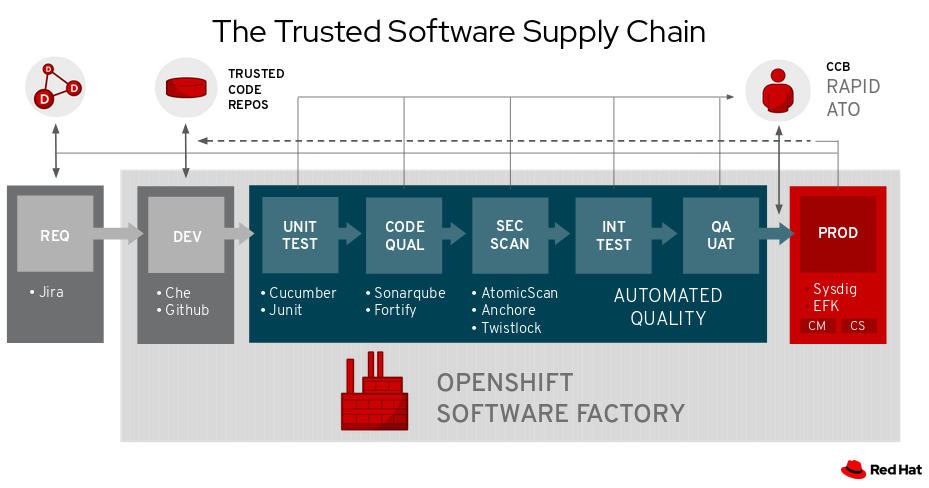 The Trusted Software Supply Chain
D
D
D
TRUSTED
CODE
REPOS
CCB
RAPID
ATO
REQ
• Jira
DEV
• Che
• Github
UNIT
TEST
• Cucumber
• Junit
CODE
QUAL
• Sonarqube
• Fortify
SEC
SCAN
• AtomicScan
• Anchore
• Twistlock
INT
TEST
QA
UAT
AUTOMATED
QUALITY
PROD
• Sysdig
• EFK
CM
CS
OPENSHIFT
SOFTWARE FACTORY
Red Hat